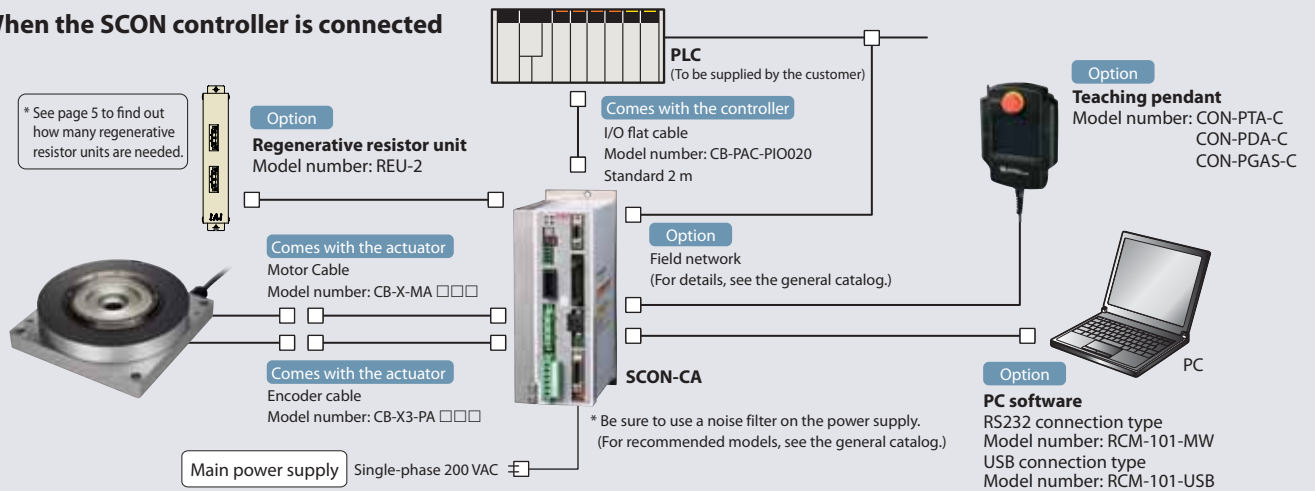 When the SCON controller is connected
PLC
(To be supplied by the customer)
* See page 5 to find out
how many regenerative
resistor units are needed.
Option
Regenerative resistor unit
Model number: REU-2
Comes with the controller
I/O flat cable
Model number: CB-PAC-PIO020
Standard 2 m
Option
Teaching pendant
Model number: CON-PTA-C
CON-PDA-C
CON-PGAS-C
IAI
Comes with the actuator
Motor Cable
Model number: CB-X-MA □□□
Option
Field network
(For details, see the general catalog.)
Comes with the actuator
Encoder cable
Model number: CB-X3-PA □□□
SCON-CA
* Be sure to use a noise filter on the power supply.
(For recommended models, see the general catalog.)
PC
Option
PC software
RS232 connection type
Model number: RCM-101-MW
USB connection type
Model number: RCM-101-USB
Main power supply
Single-phase 200 VAC